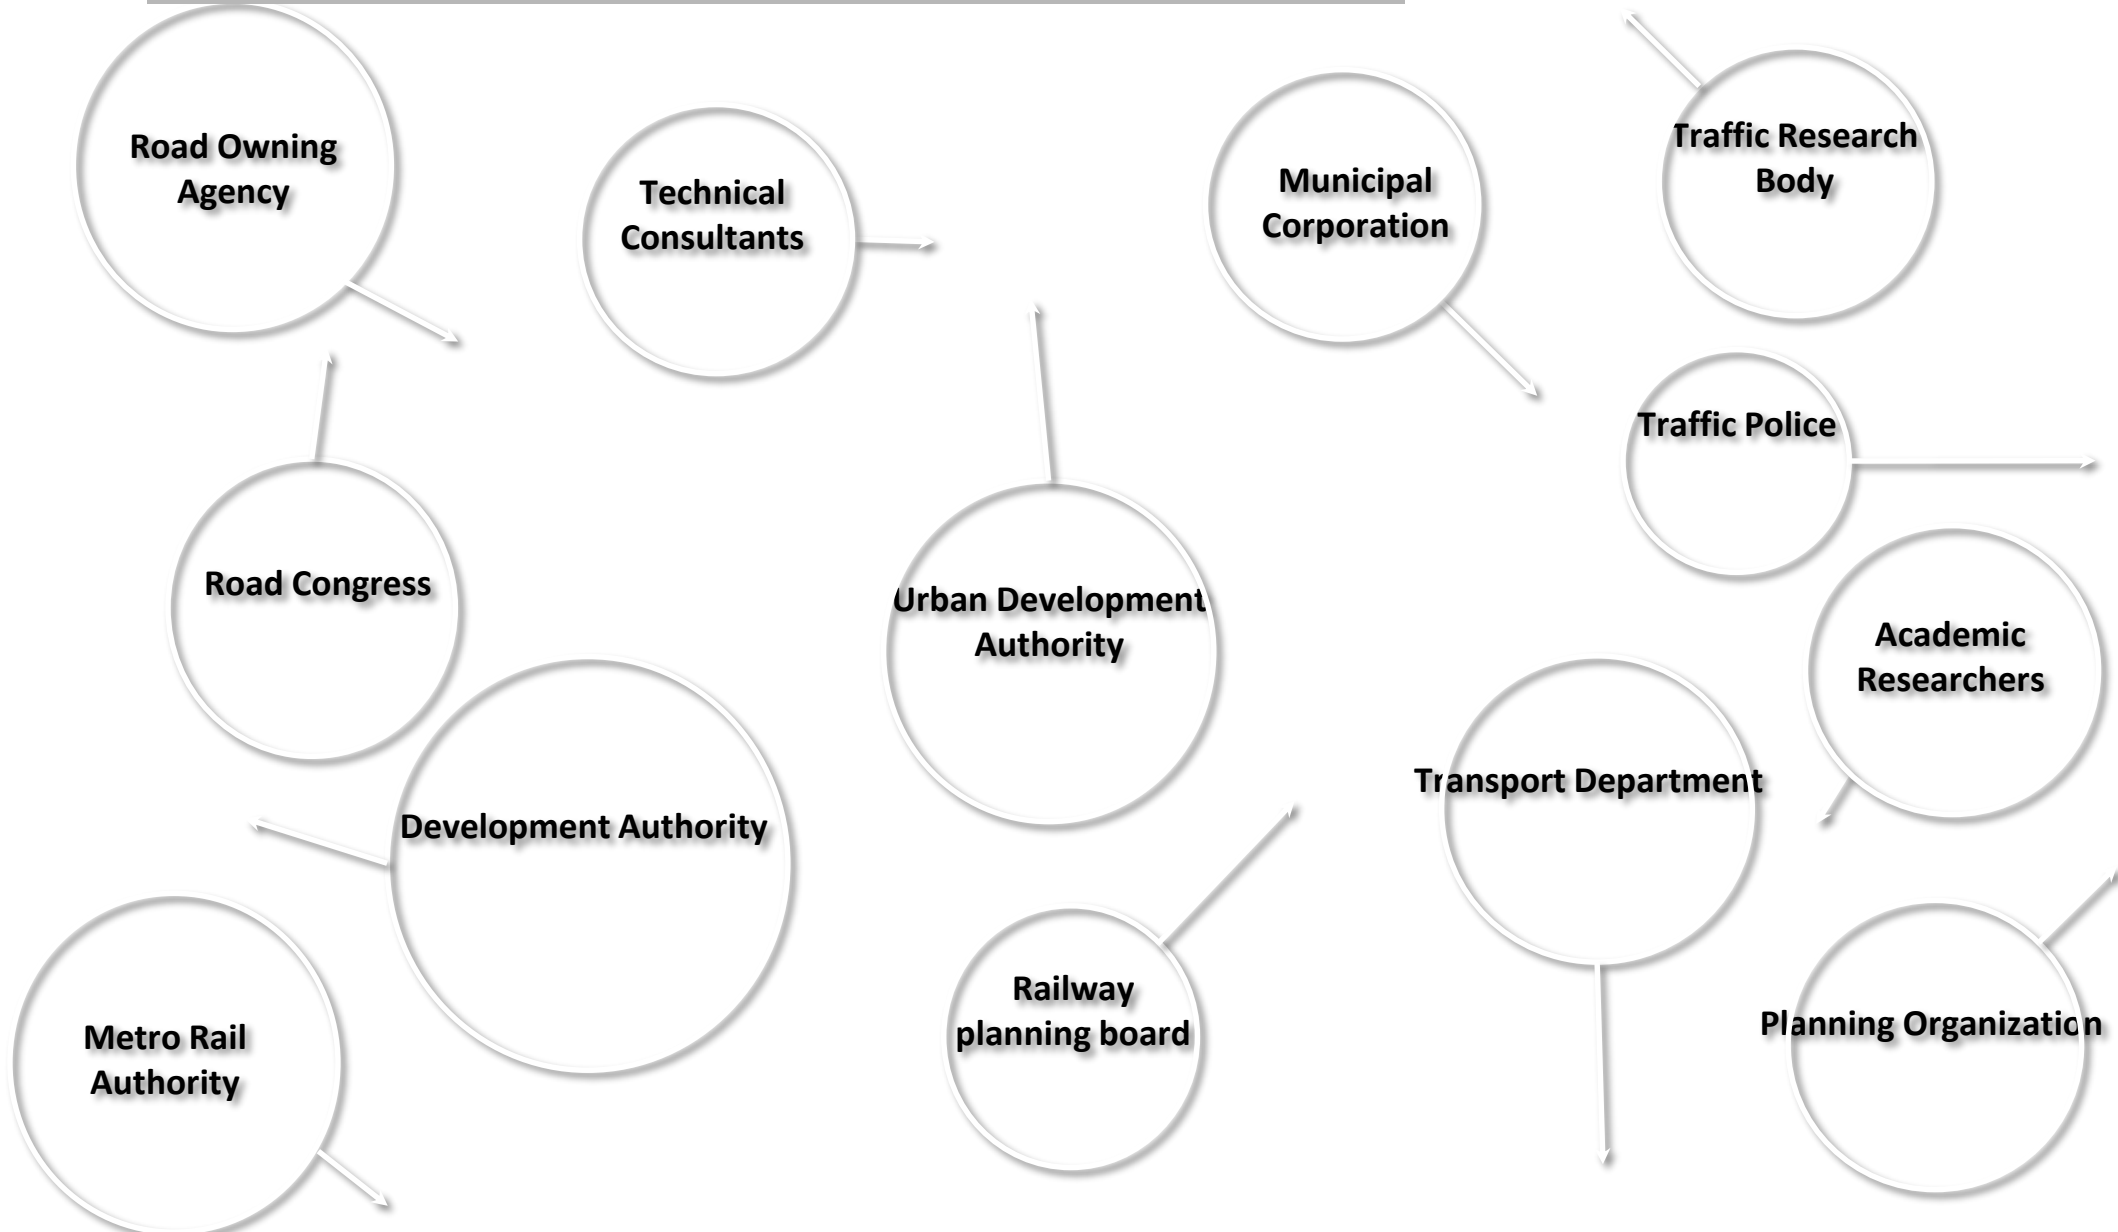 Road Owning
Agency
Technical
Consultants
Municipal
Corporation
Traffic Research
Body
Traffic Police
Road Congress
Urban Development
Authority
Academic
Researchers
Transport Department
Development Authority
Railway
planning board
Planning Organization
Metro Rail
Authority